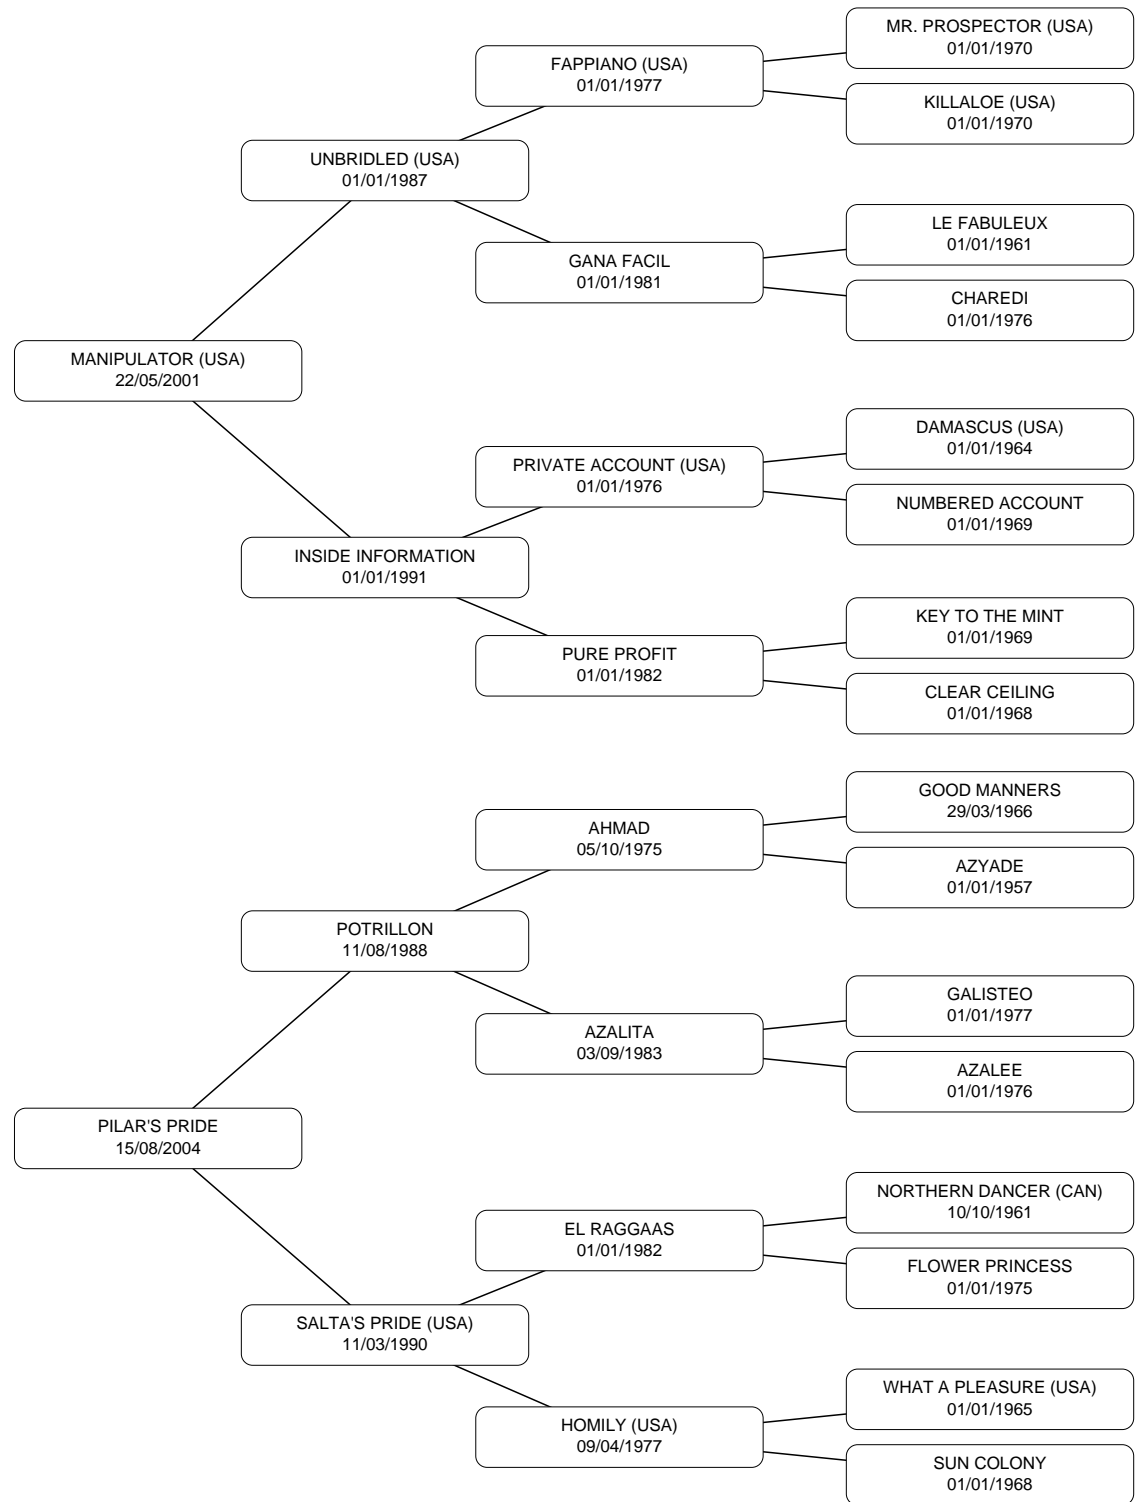 MR. PROSPECTOR (USA)
01/01/1970
FAPPIANO (USA)
01/01/1977
KILLALOE (USA)
01/01/1970
UNBRIDLED (USA)
01/01/1987
LE FABULEUX
01/01/1961
GANA FACIL
01/01/1981
CHAREDI
01/01/1976
MANIPULATOR (USA)
22/05/2001
DAMASCUS (USA)
01/01/1964
PRIVATE ACCOUNT (USA)
01/01/1976
NUMBERED ACCOUNT
01/01/1969
INSIDE INFORMATION
01/01/1991
KEY TO THE MINT
01/01/1969
PURE PROFIT
01/01/1982
CLEAR CEILING
01/01/1968
GOOD MANNERS
29/03/1966
AHMAD
05/10/1975
AZYADE
01/01/1957
POTRILLON
11/08/1988
GALISTEO
01/01/1977
AZALITA
03/09/1983
AZALEE
01/01/1976
PILAR'S PRIDE
15/08/2004
NORTHERN DANCER (CAN)
10/10/1961
EL RAGGAAS
01/01/1982
FLOWER PRINCESS
01/01/1975
SALTA'S PRIDE (USA)
11/03/1990
WHAT A PLEASURE (USA)
01/01/1965
HOMILY (USA)
09/04/1977
SUN COLONY
01/01/1968